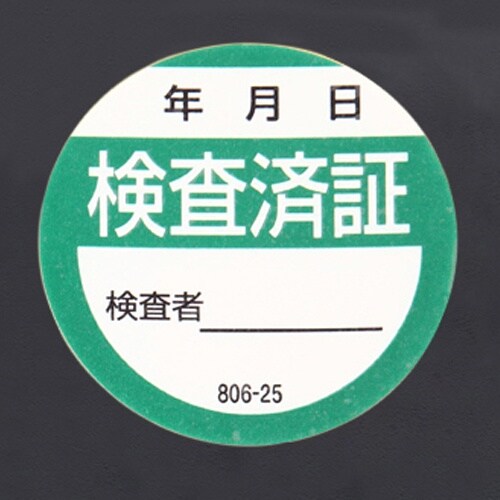 年 月 日
検査済証
検査者
806-25